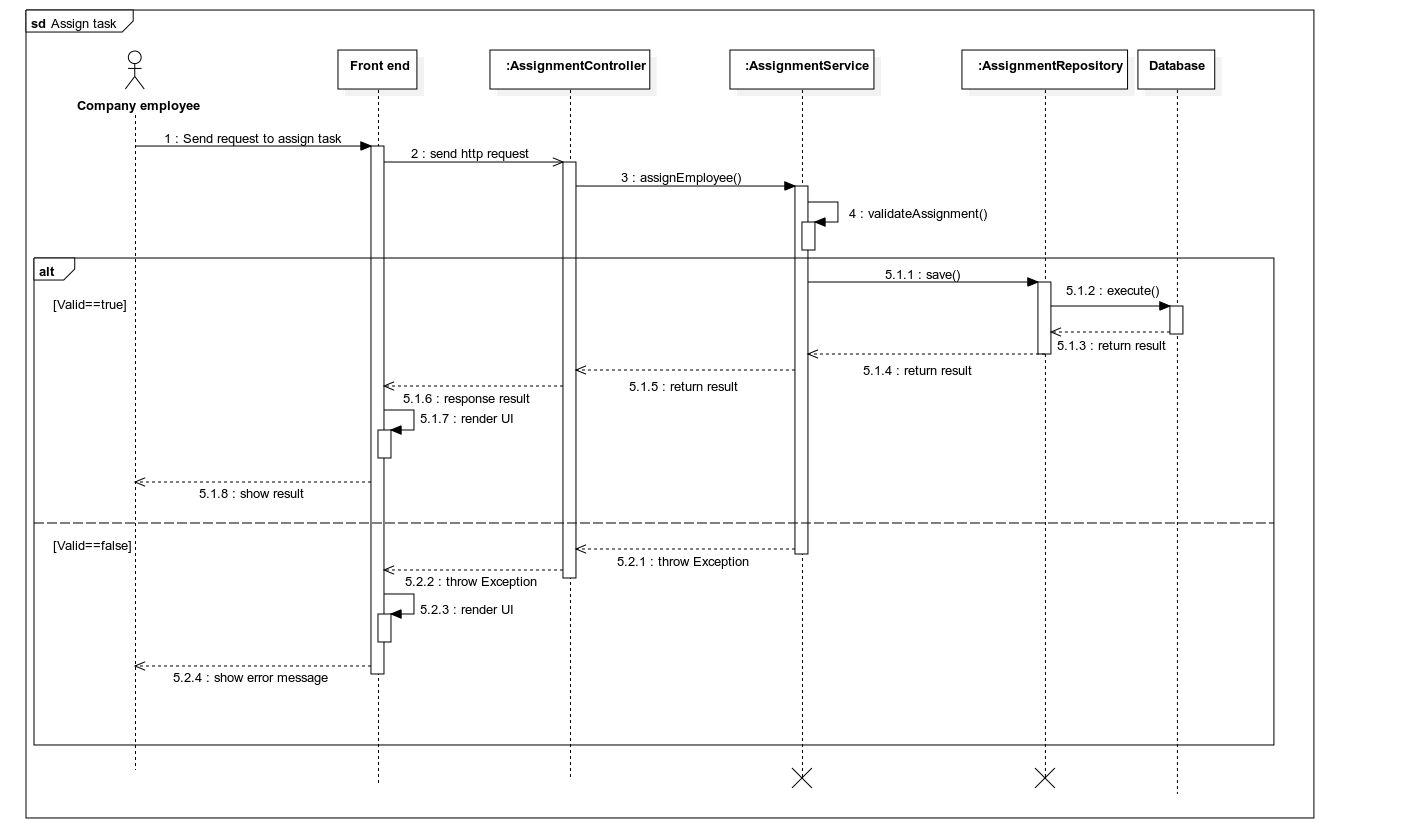 sd Assign task
Company employee
Front end
:AssignmentController
:AssignmentService
:AssignmentRepository
Database
1 : Send request to assign task
2 : send http request
3 : assignEmployee()
4 : validateAssignment()
alt
[Valid==true]
5.1.1 : save()
5.1.2 : execute()
5.1.3 : return result
5.1.4 : return result
5.1.5 : return result
5.1.6 : response result
5.1.7 : render UI
5.1.8 : show result
[Valid==false]
5.2.1 : throw Exception
5.2.2 : throw Exception
5.2.3 : render UI
5.2.4 : show error message